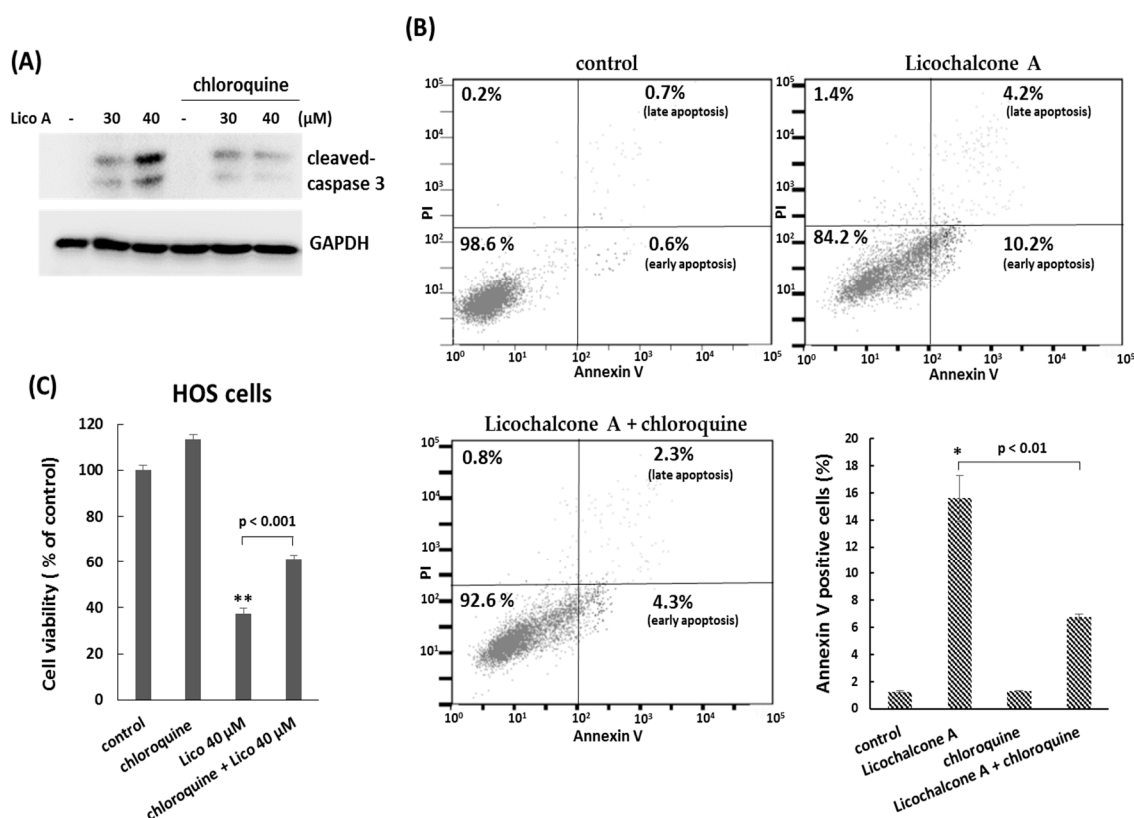 (A)
chloroquine
Lico A - 30 40 - 30 40 (µM)
cleaved-
caspase 3
GAPDH
(B)
control
10⁵
10⁴
10³
10²
10¹
PI
0.2%
0.7%
(late apoptosis)
98.6 %
0.6%
(early apoptosis)
10⁰ 10¹ 10² 10³ 10⁴ 10⁵
Annexin V
Licochalcone A
10⁵
10⁴
10³
10²
10¹
PI
1.4%
4.2%
(late apoptosis)
84.2 %
10.2%
(early apoptosis)
10⁰ 10¹ 10² 10³ 10⁴ 10⁵
Annexin V
Licochalcone A + chloroquine
10⁵
10⁴
10³
10²
10¹
PI
0.8%
2.3%
(late apoptosis)
92.6 %
4.3%
(early apoptosis)
10⁰ 10¹ 10² 10³ 10⁴ 10⁵
Annexin V
Annexin V positive cells (%)
20
18
16
14
12
10
8
6
4
2
0
*
p < 0.01
control
Licochalcone A
chloroquine
Licochalcone A + chloroquine
(C)
HOS cells
Cell viability ( % of control)
120
100
80
60
40
20
0
p < 0.001
**
control
chloroquine
Lico 40 µM
chloroquine + Lico 40 µM